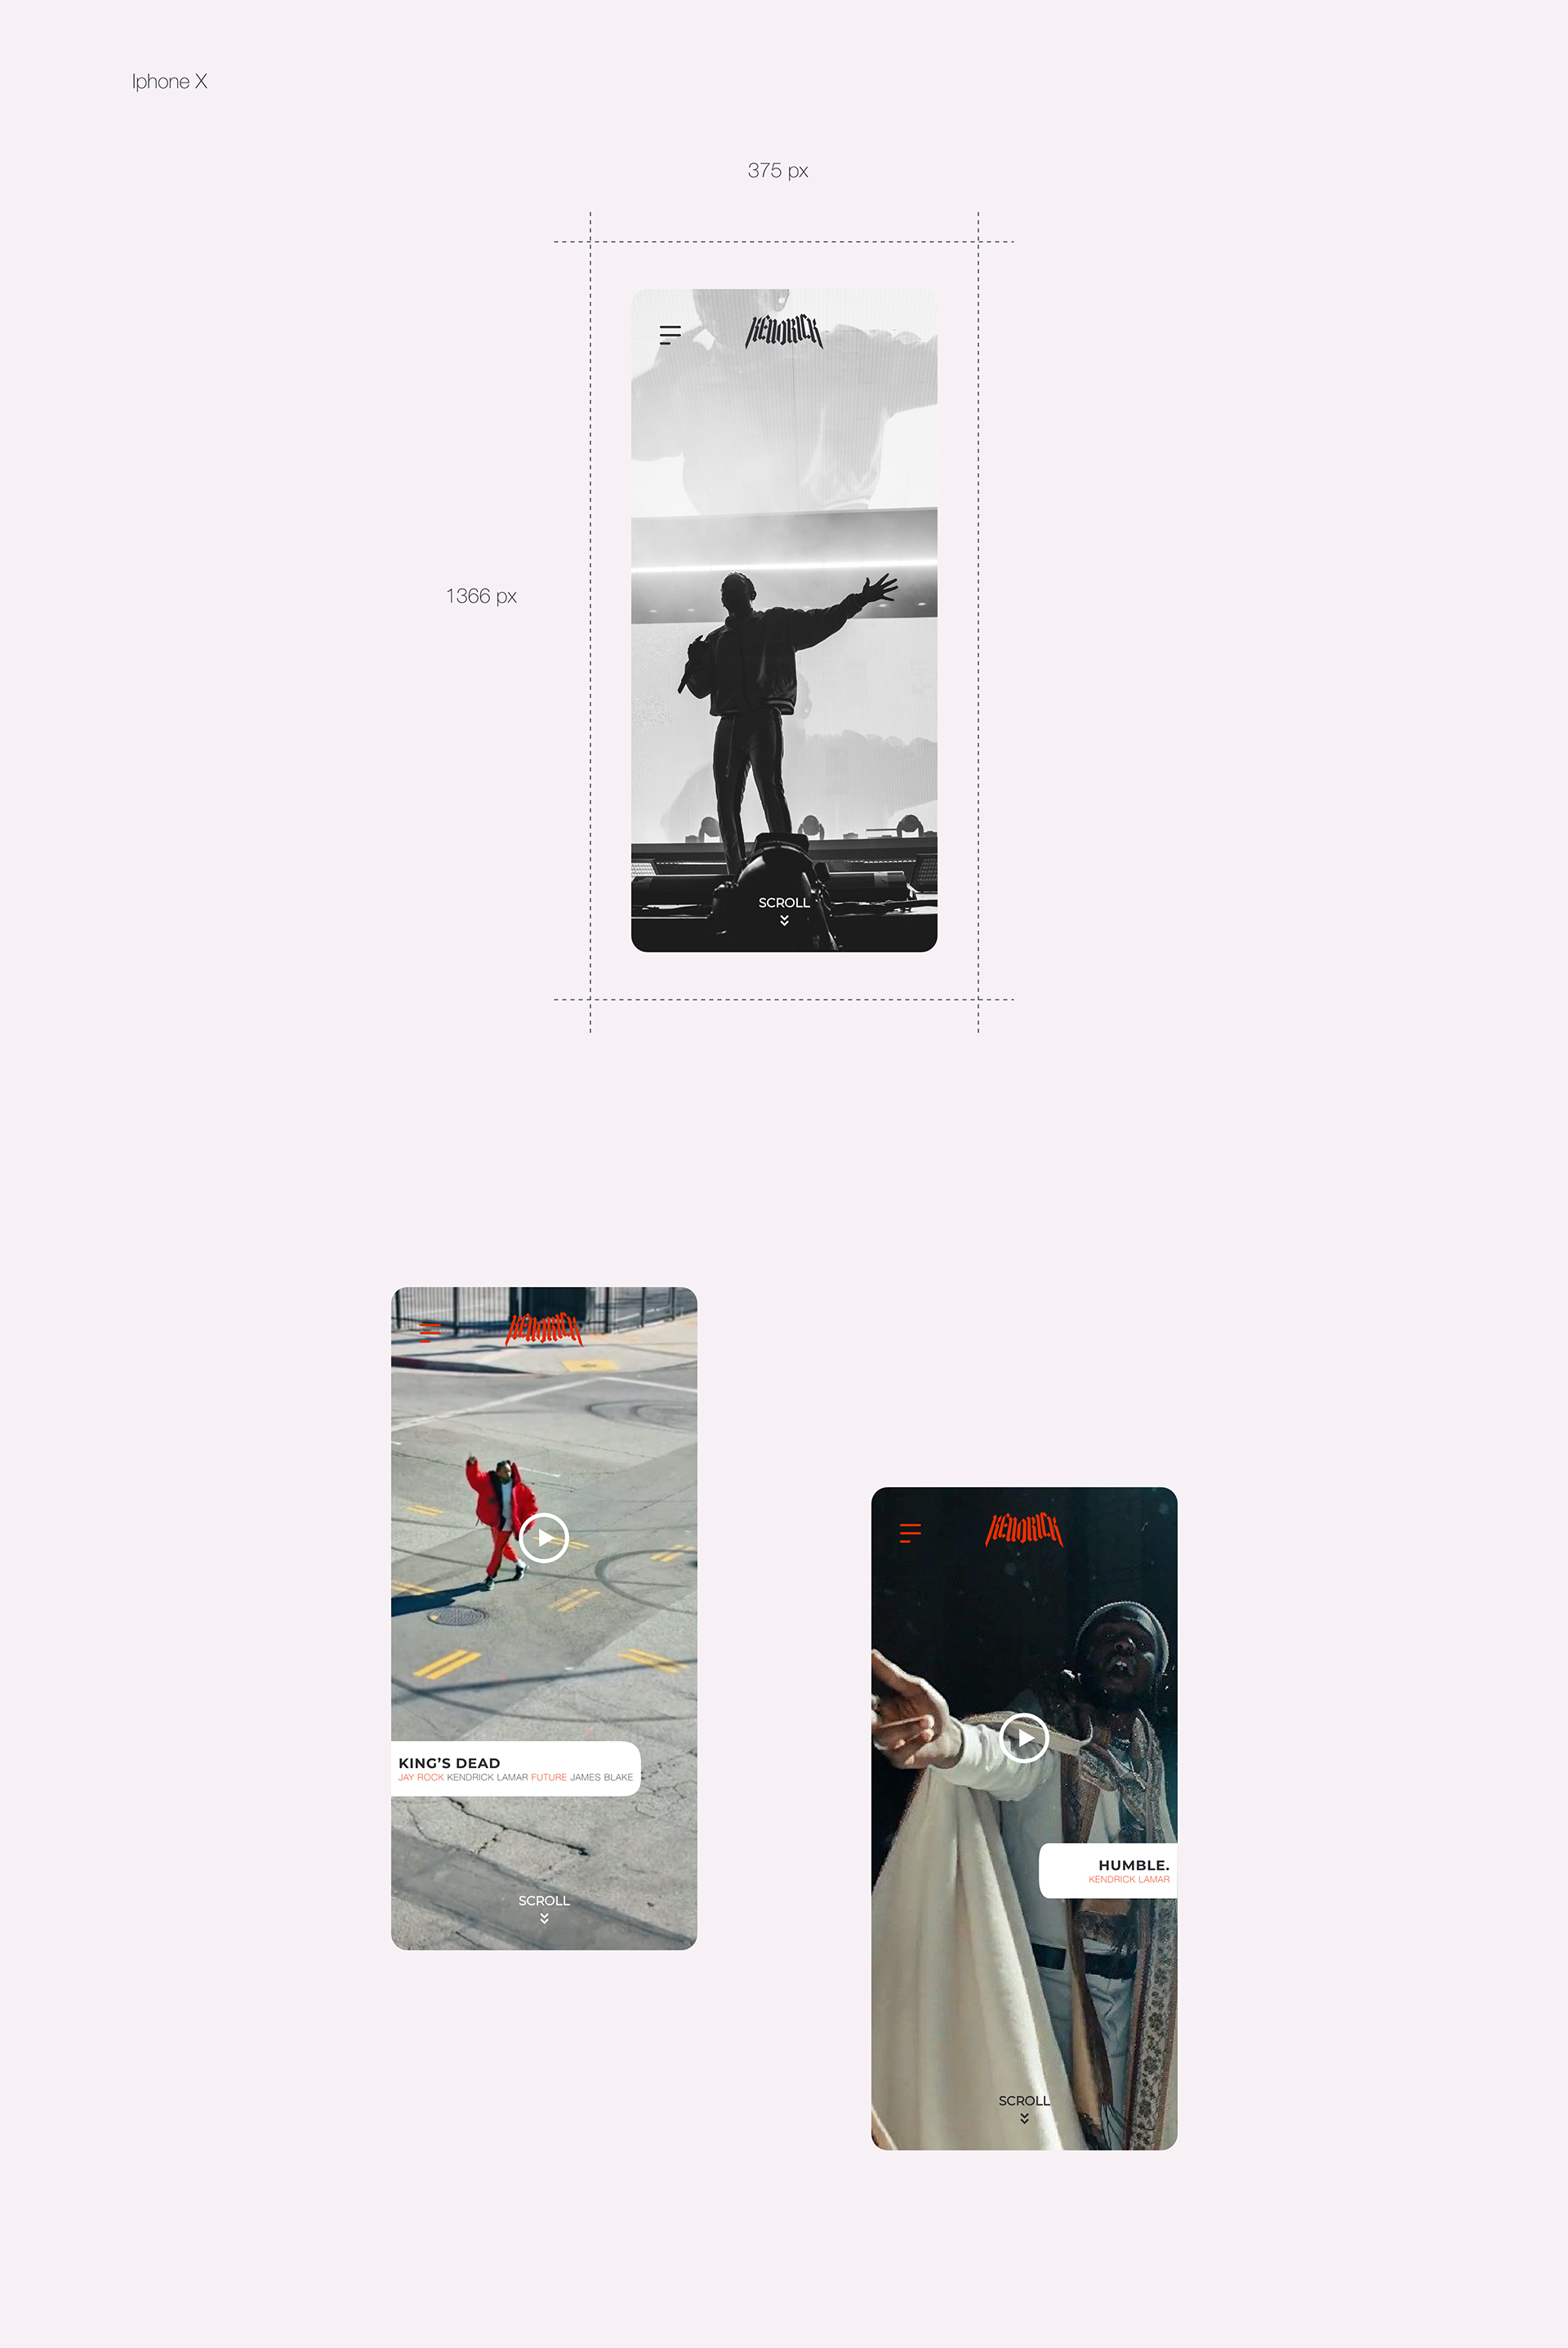 Iphone X
375 px
KENDRICK
1366 px
SCROLL
KENDRICK
KING'S DEAD
JAY ROCK KENDRICK LAMAR FUTURE JAMES BLAKE
SCROLL
KENDRICK
HUMBLE.
KENDRICK LAMAR
SCROLL